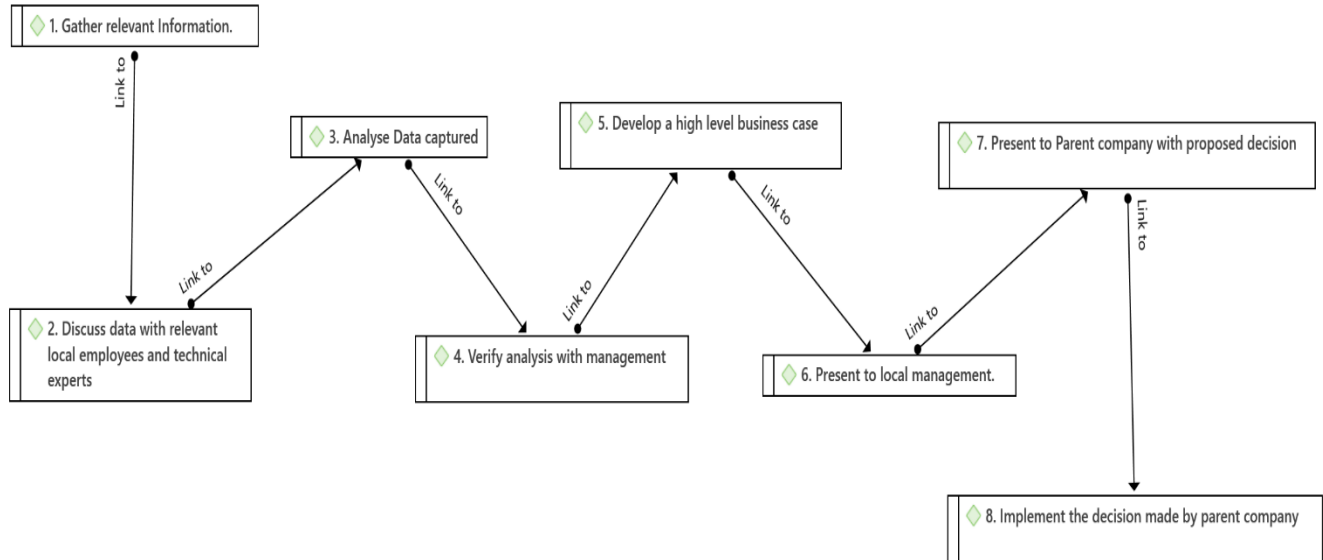 1. Gather relevant Information.
Link to
2. Discuss data with relevant
local employees and technical
experts
Link to
3. Analyse Data captured
Link to
4. Verify analysis with management
Link to
5. Develop a high level business case
Link to
6. Present to local management.
Link to
7. Present to Parent company with proposed decision
Link to
8. Implement the decision made by parent company